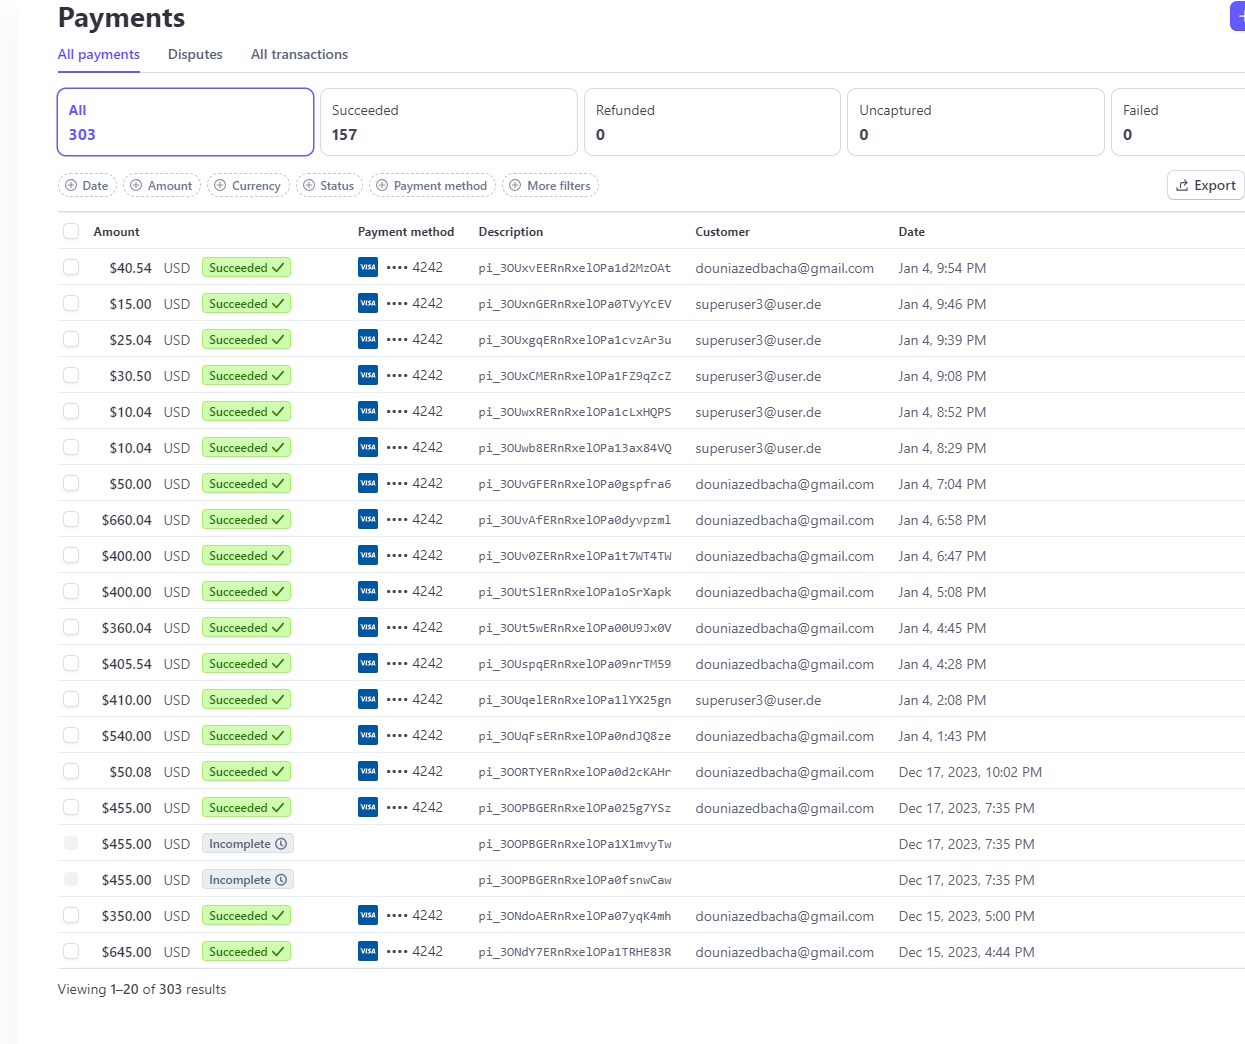 Payments
All payments Disputes All transactions
All Succeeded Refunded Uncaptured Failed
303 157 0 0 0
Date Amount Currency Status Payment method More filters Export
Amount Payment method Description Customer Date
$40.54 USD Succeeded VISA •••• 4242 pi_3OUxvEERnRxelOPa1d2MzOAt douniazedbacha@gmail.com Jan 4, 9:54 PM
$15.00 USD Succeeded VISA •••• 4242 pi_3OUxnGERnRxelOPa0TVyYcEV superuser3@user.de Jan 4, 9:46 PM
$25.04 USD Succeeded VISA •••• 4242 pi_3OUxgqERnRxelOPa1cvzAr3u superuser3@user.de Jan 4, 9:39 PM
$30.50 USD Succeeded VISA •••• 4242 pi_3OUxCMERnRxelOPa1FZ9qZcZ superuser3@user.de Jan 4, 9:08 PM
$10.04 USD Succeeded VISA •••• 4242 pi_3OUwxRERnRxelOPa1cLxHQPS superuser3@user.de Jan 4, 8:52 PM
$10.04 USD Succeeded VISA •••• 4242 pi_3OUwb8ERnRxelOPa13ax84VQ superuser3@user.de Jan 4, 8:29 PM
$50.00 USD Succeeded VISA •••• 4242 pi_3OUvGFERnRxelOPa0gspfra6 douniazedbacha@gmail.com Jan 4, 7:04 PM
$660.04 USD Succeeded VISA •••• 4242 pi_3OUvAfERnRxelOPa0dyvpzml douniazedbacha@gmail.com Jan 4, 6:58 PM
$400.00 USD Succeeded VISA •••• 4242 pi_3OUv0ZERnRxelOPa1t7WT4TW douniazedbacha@gmail.com Jan 4, 6:47 PM
$400.00 USD Succeeded VISA •••• 4242 pi_3OUtSlERnRxelOPa1oSrXapk douniazedbacha@gmail.com Jan 4, 5:08 PM
$360.04 USD Succeeded VISA •••• 4242 pi_3OUt5wERnRxelOPa00U9Jx0V douniazedbacha@gmail.com Jan 4, 4:45 PM
$405.54 USD Succeeded VISA •••• 4242 pi_3OUspqERnRxelOPa09nrTM59 douniazedbacha@gmail.com Jan 4, 4:28 PM
$410.00 USD Succeeded VISA •••• 4242 pi_3OUqelERnRxelOPa1lYX25gn superuser3@user.de Jan 4, 2:08 PM
$540.00 USD Succeeded VISA •••• 4242 pi_3OUqFsERnRxelOPa0ndJQ8ze douniazedbacha@gmail.com Jan 4, 1:43 PM
$50.08 USD Succeeded VISA •••• 4242 pi_3OORTYERnRxelOPa0d2cKAHr douniazedbacha@gmail.com Dec 17, 2023, 10:02 PM
$455.00 USD Succeeded VISA •••• 4242 pi_3OOPBGERnRxelOPa025g7YSz douniazedbacha@gmail.com Dec 17, 2023, 7:35 PM
$455.00 USD Incomplete pi_3OOPBGERnRxelOPa1X1mvyTw Dec 17, 2023, 7:35 PM
$455.00 USD Incomplete pi_3OOPBGERnRxelOPa0fsnwCaw Dec 17, 2023, 7:35 PM
$350.00 USD Succeeded VISA •••• 4242 pi_3ONdoAERnRxelOPa07yqK4mh douniazedbacha@gmail.com Dec 15, 2023, 5:00 PM
$645.00 USD Succeeded VISA •••• 4242 pi_3ONdY7ERnRxelOPa1TRHE83R douniazedbacha@gmail.com Dec 15, 2023, 4:44 PM
Viewing 1–20 of 303 results